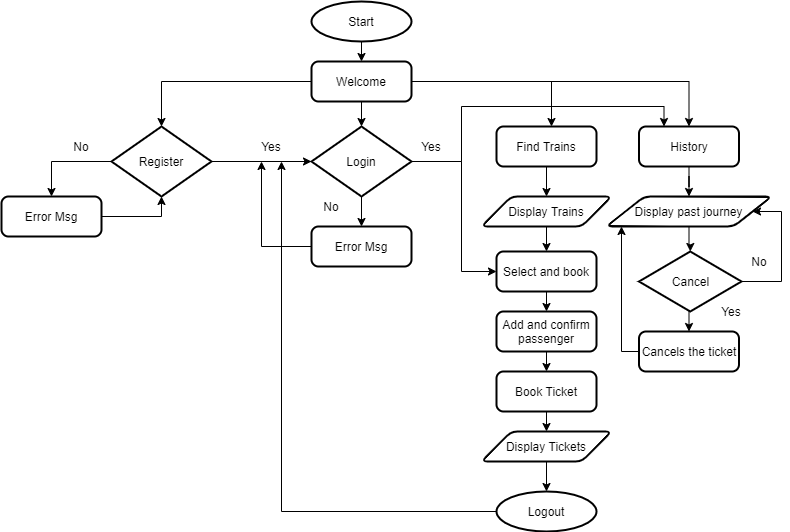 Start
Welcome
No
Register
Yes
Login
Yes
Find Trains
History
Error Msg
No
Error Msg
Display Trains
Display past journey
Select and book
Cancel
No
Yes
Add and confirm
passenger
Cancels the ticket
Book Ticket
Display Tickets
Logout